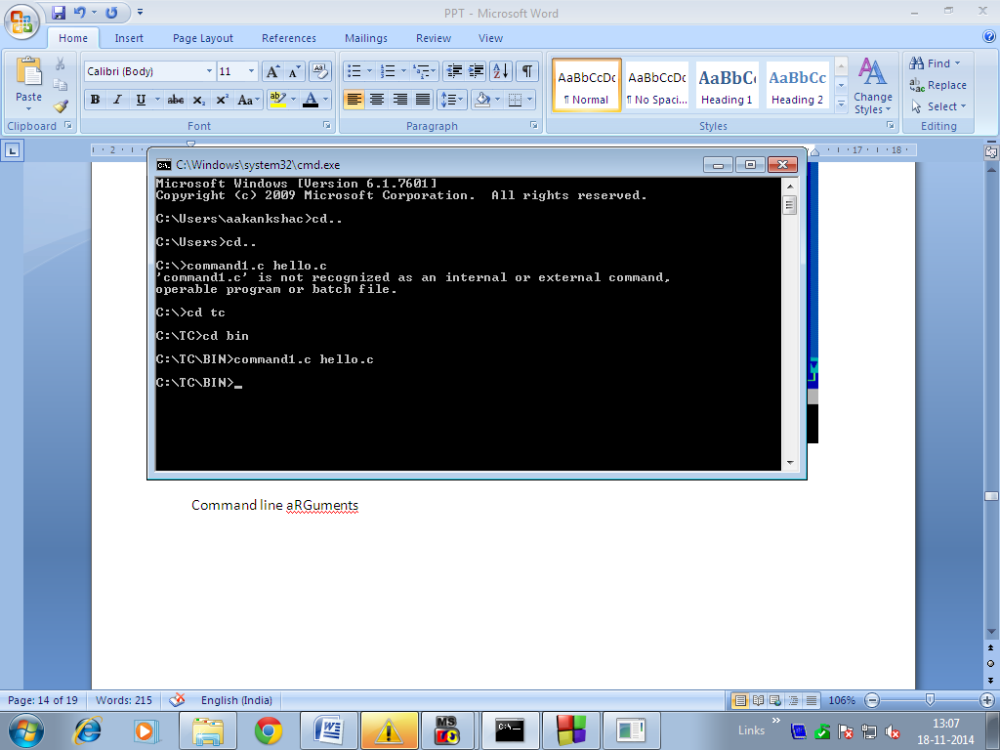 PPT - Microsoft Word
Home Insert Page Layout References Mailings Review View
Paste
Calibri (Body) 11
AaBbCcDc AaBbCcDc AaBbC AaBbCc
¶ Normal ¶ No Spaci... Heading 1 Heading 2
Change Styles
Find
Replace
Select
Clipboard Font Paragraph Styles Editing
2 17 18
C:\Windows\system32\cmd.exe
Microsoft Windows [Version 6.1.7601]
Copyright (c) 2009 Microsoft Corporation.  All rights reserved.
C:\Users\aakankshac>cd..
C:\Users>cd..
C:\>command1.c hello.c
'command1.c' is not recognized as an internal or external command,
operable program or batch file.
C:\>cd tc
C:\TC>cd bin
C:\TC\BIN>command1.c hello.c
C:\TC\BIN>_
Command line aRGuments
Page: 14 of 19 Words: 215 English (India) 106%
Links
13:07
18-11-2014